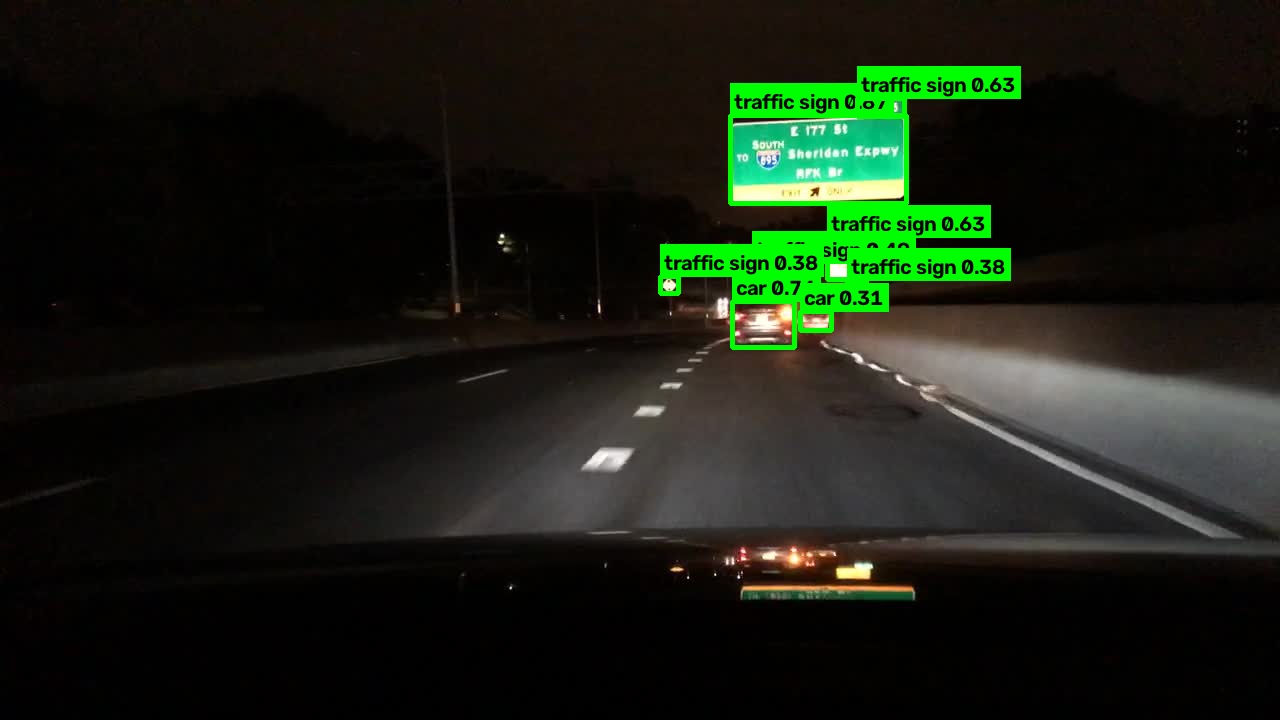 traffic sign 0.63
traffic sign 0.87
E 177 St
SOUTH
TO 895 Sheridan Expwy
RFK Br
EXIT ONLY
traffic sign 0.63
traffic sign 0.38
traffic sign 0.38
car 0.31